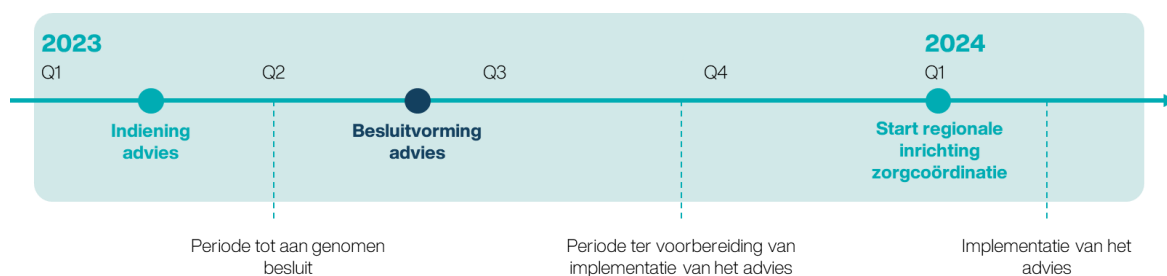 2023
2024
Q1
Q2
Q3
Q4
Q1
Indiening
advies
Besluitvorming
advies
Start regionale
inrichting
zorgcoördinatie
Periode tot aan genomen
besluit
Periode ter voorbereiding van
implementatie van het advies
Implementatie van het
advies